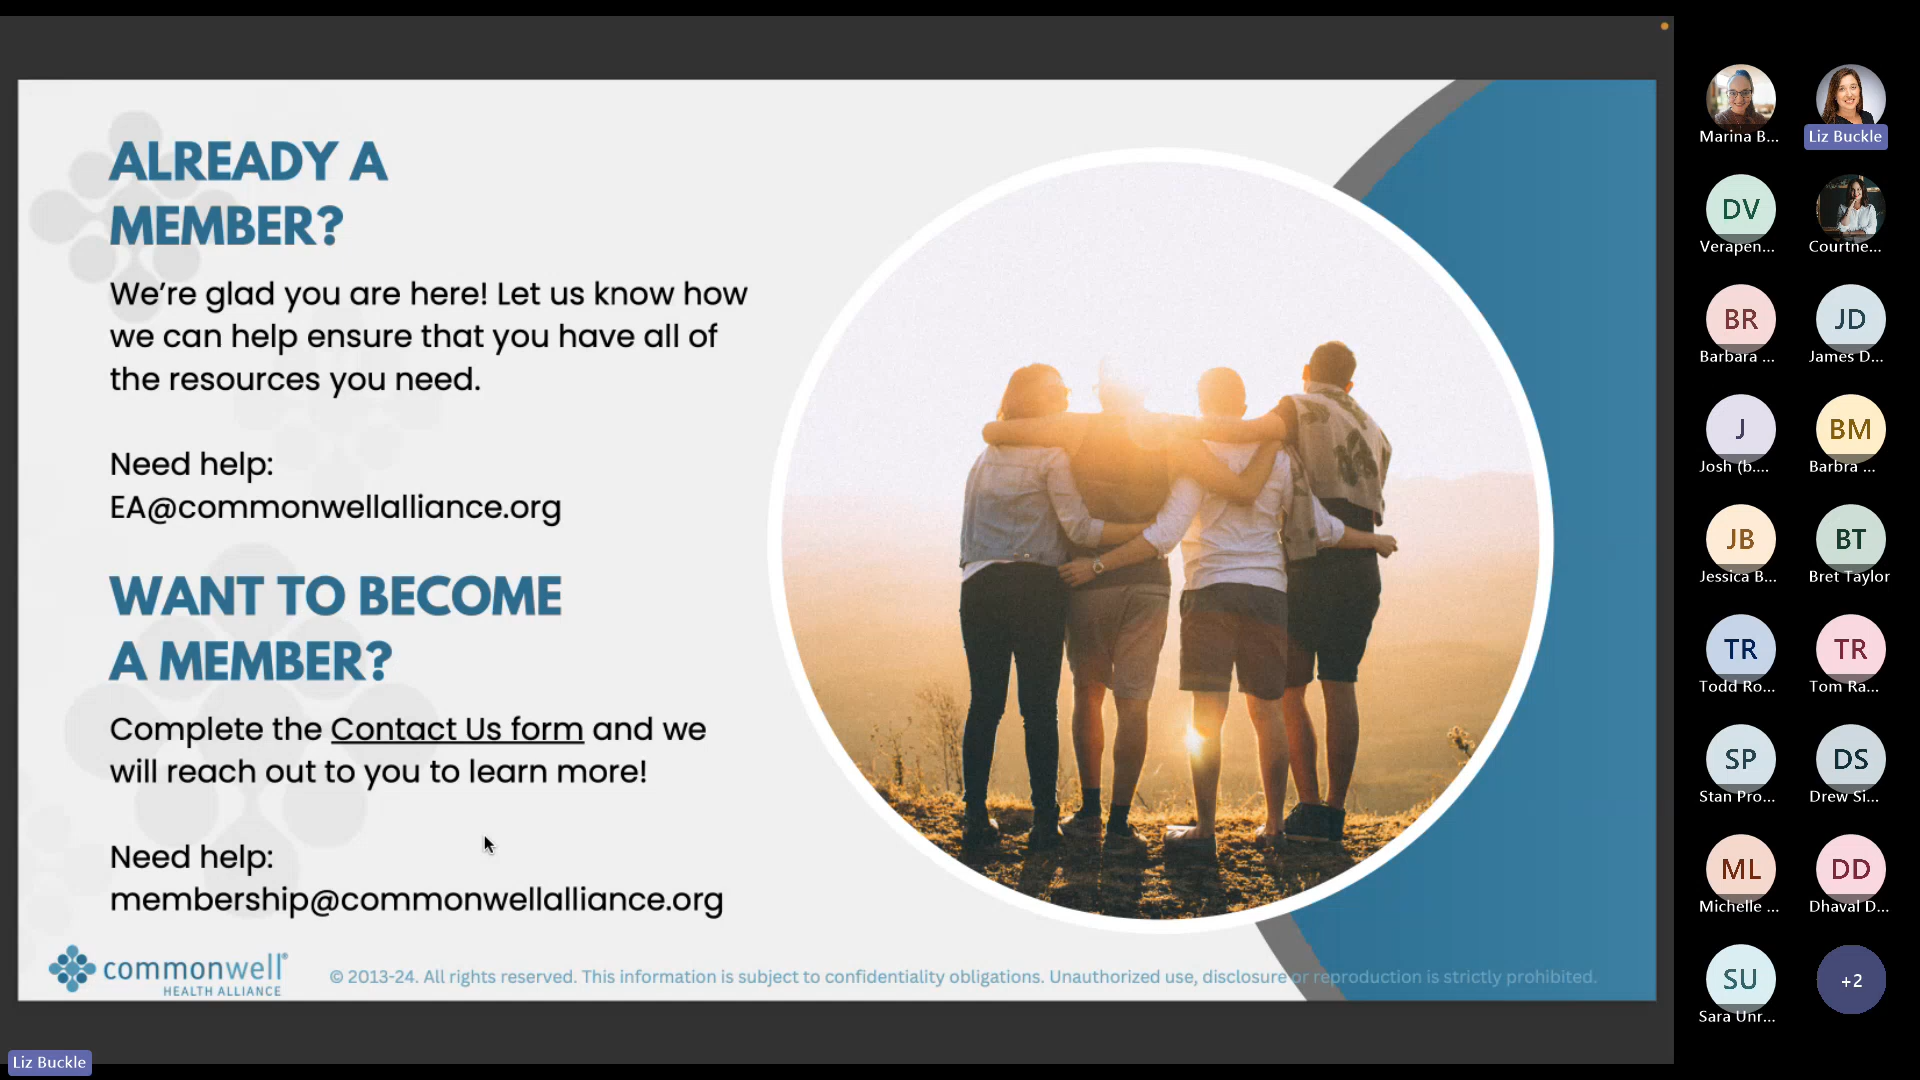 ALREADY A
MEMBER?
We’re glad you are here! Let us know how
we can help ensure that you have all of
the resources you need.
Need help:
EA@commonwellalliance.org
WANT TO BECOME
A MEMBER?
Complete the Contact Us form and we
will reach out to you to learn more!
Need help:
membership@commonwellalliance.org
commonwell®
HEALTH ALLIANCE
© 2013-24. All rights reserved. This information is subject to confidentiality obligations. Unauthorized use, disclosure or reproduction is strictly prohibited.
Liz Buckle
Marina B...
Liz Buckle
DV
Verapen...
Courtne...
BR
Barbara ...
JD
James D...
J
Josh (b....
BM
Barbra ...
JB
Jessica B...
BT
Bret Taylor
TR
Todd Ro...
TR
Tom Ra...
SP
Stan Pro...
DS
Drew Si...
ML
Michelle ...
DD
Dhaval D...
SU
Sara Unr...
+2